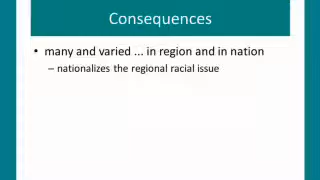 Consequences
• many and varied ... in region and in nation
– nationalizes the regional racial issue